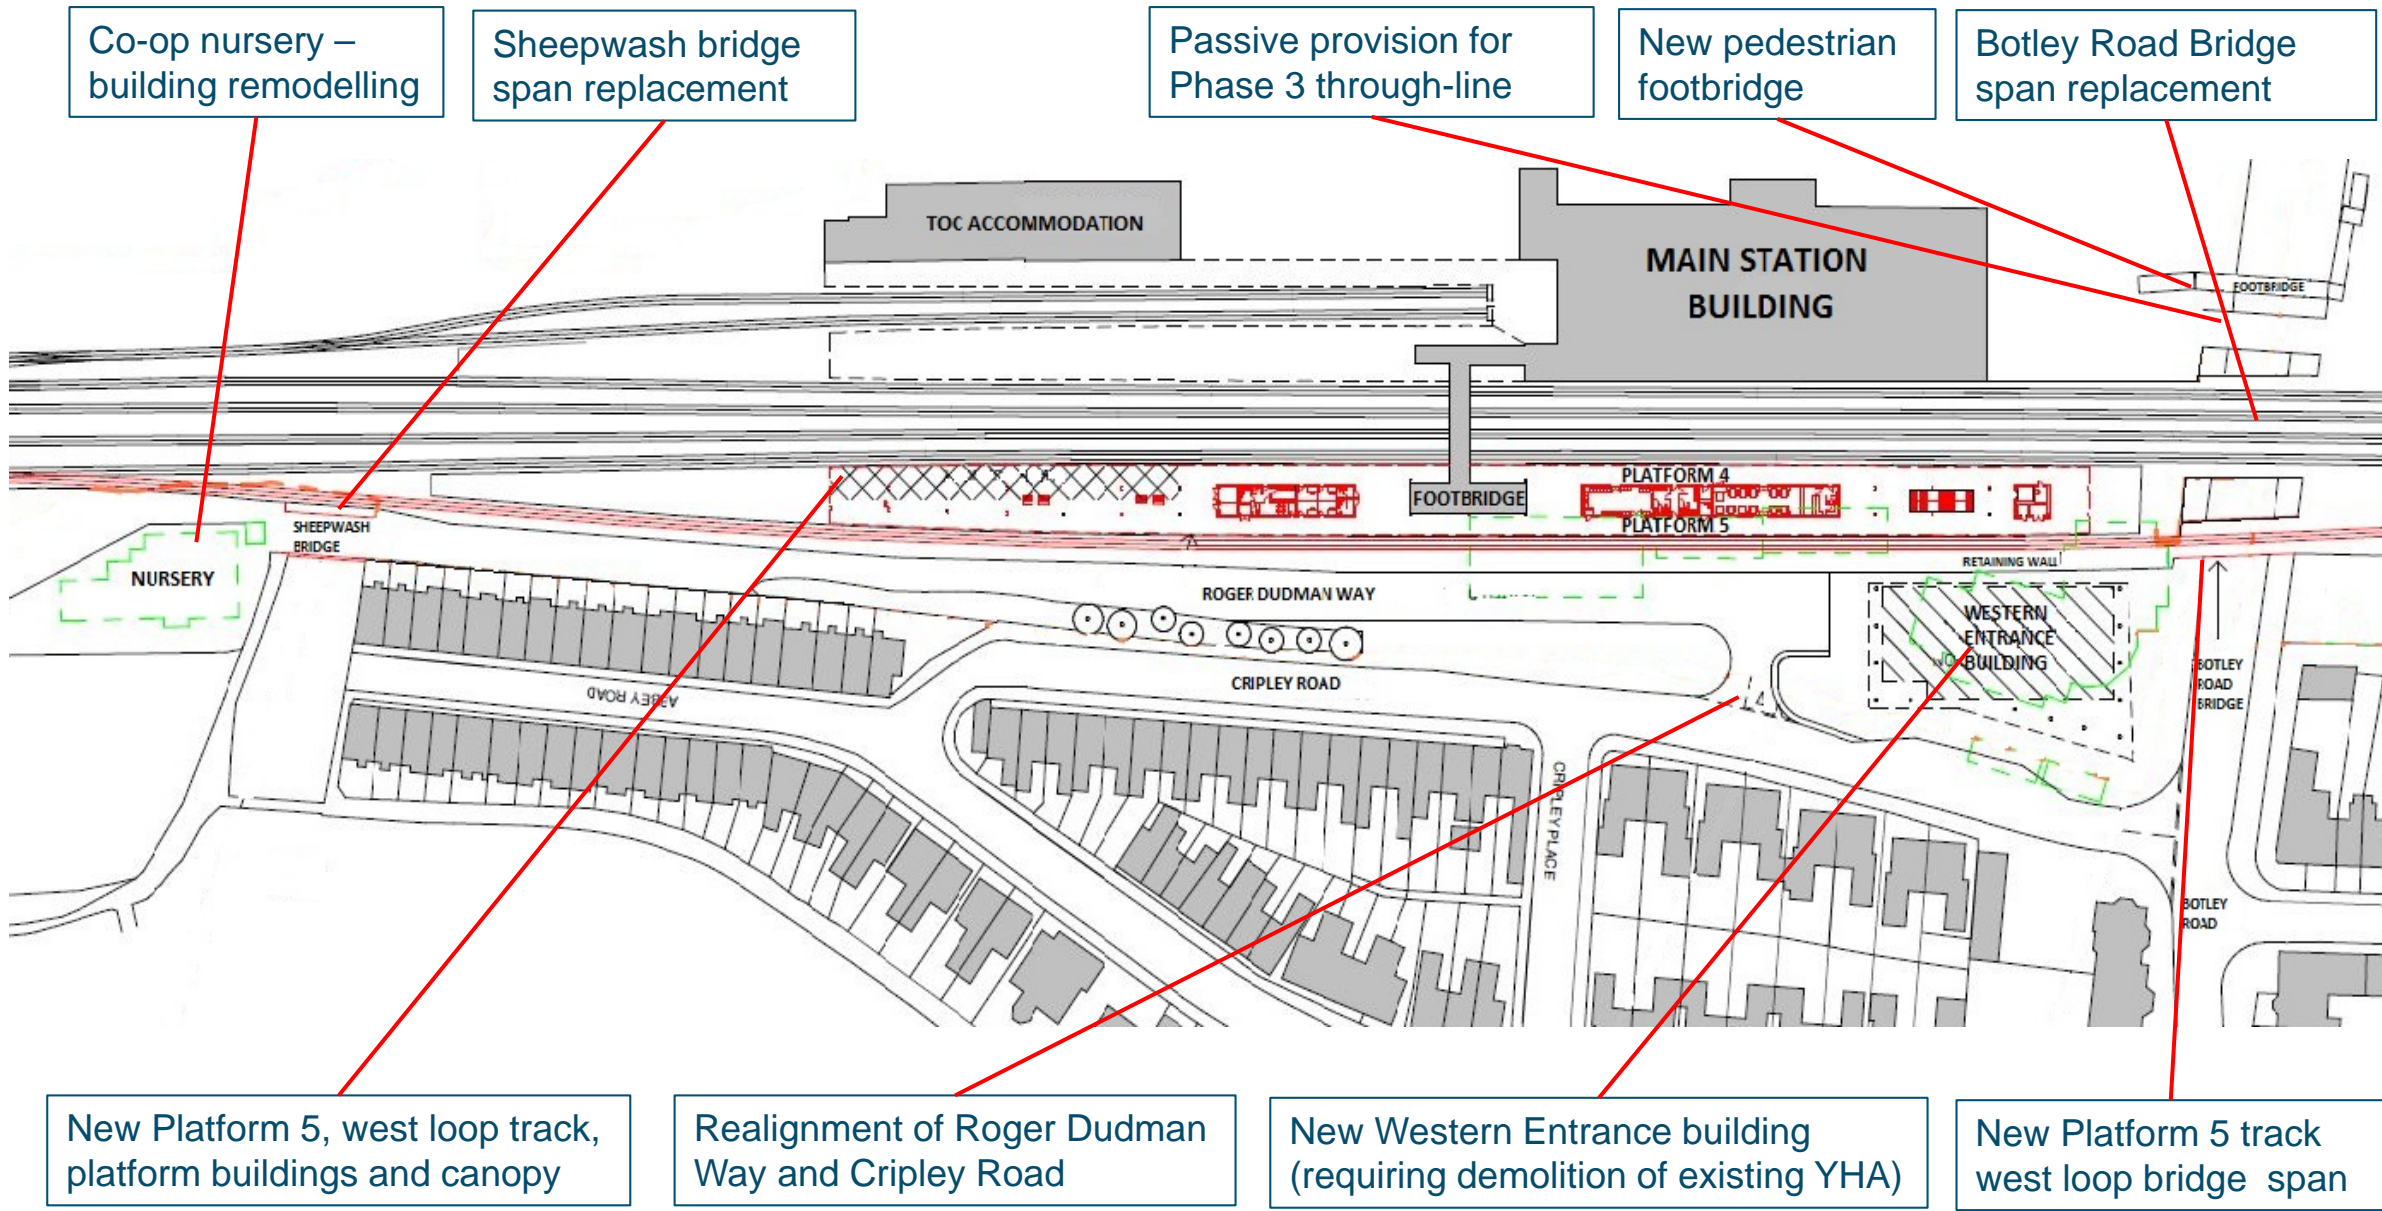 Co-op nursery –
building remodelling
Sheepwash bridge
span replacement
Passive provision for
Phase 3 through-line
New pedestrian
footbridge
Botley Road Bridge
span replacement
TOC ACCOMMODATION
MAIN STATION
BUILDING
FOOTBRIDGE
PLATFORM 4
FOOTBRIDGE
PLATFORM 5
SHEEPWASH
BRIDGE
NURSERY
RETAINING WALL
ROGER DUDMAN WAY
WESTERN
ENTRANCE
BUILDING
BOTLEY
ROAD
BRIDGE
ABBEY ROAD
CRIPLEY ROAD
CRIPLEY PLACE
BOTLEY
ROAD
New Platform 5, west loop track,
platform buildings and canopy
Realignment of Roger Dudman
Way and Cripley Road
New Western Entrance building
(requiring demolition of existing YHA)
New Platform 5 track
west loop bridge span